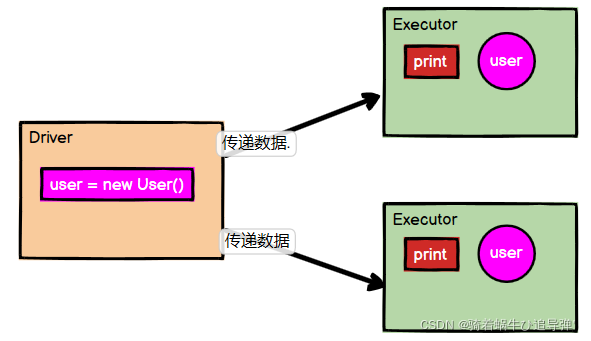 Executor
print
user
Driver
传递数据.
user = new User()
传递数据
Executor
print
user
CSDN @骑着蜗牛ひ追导弹'